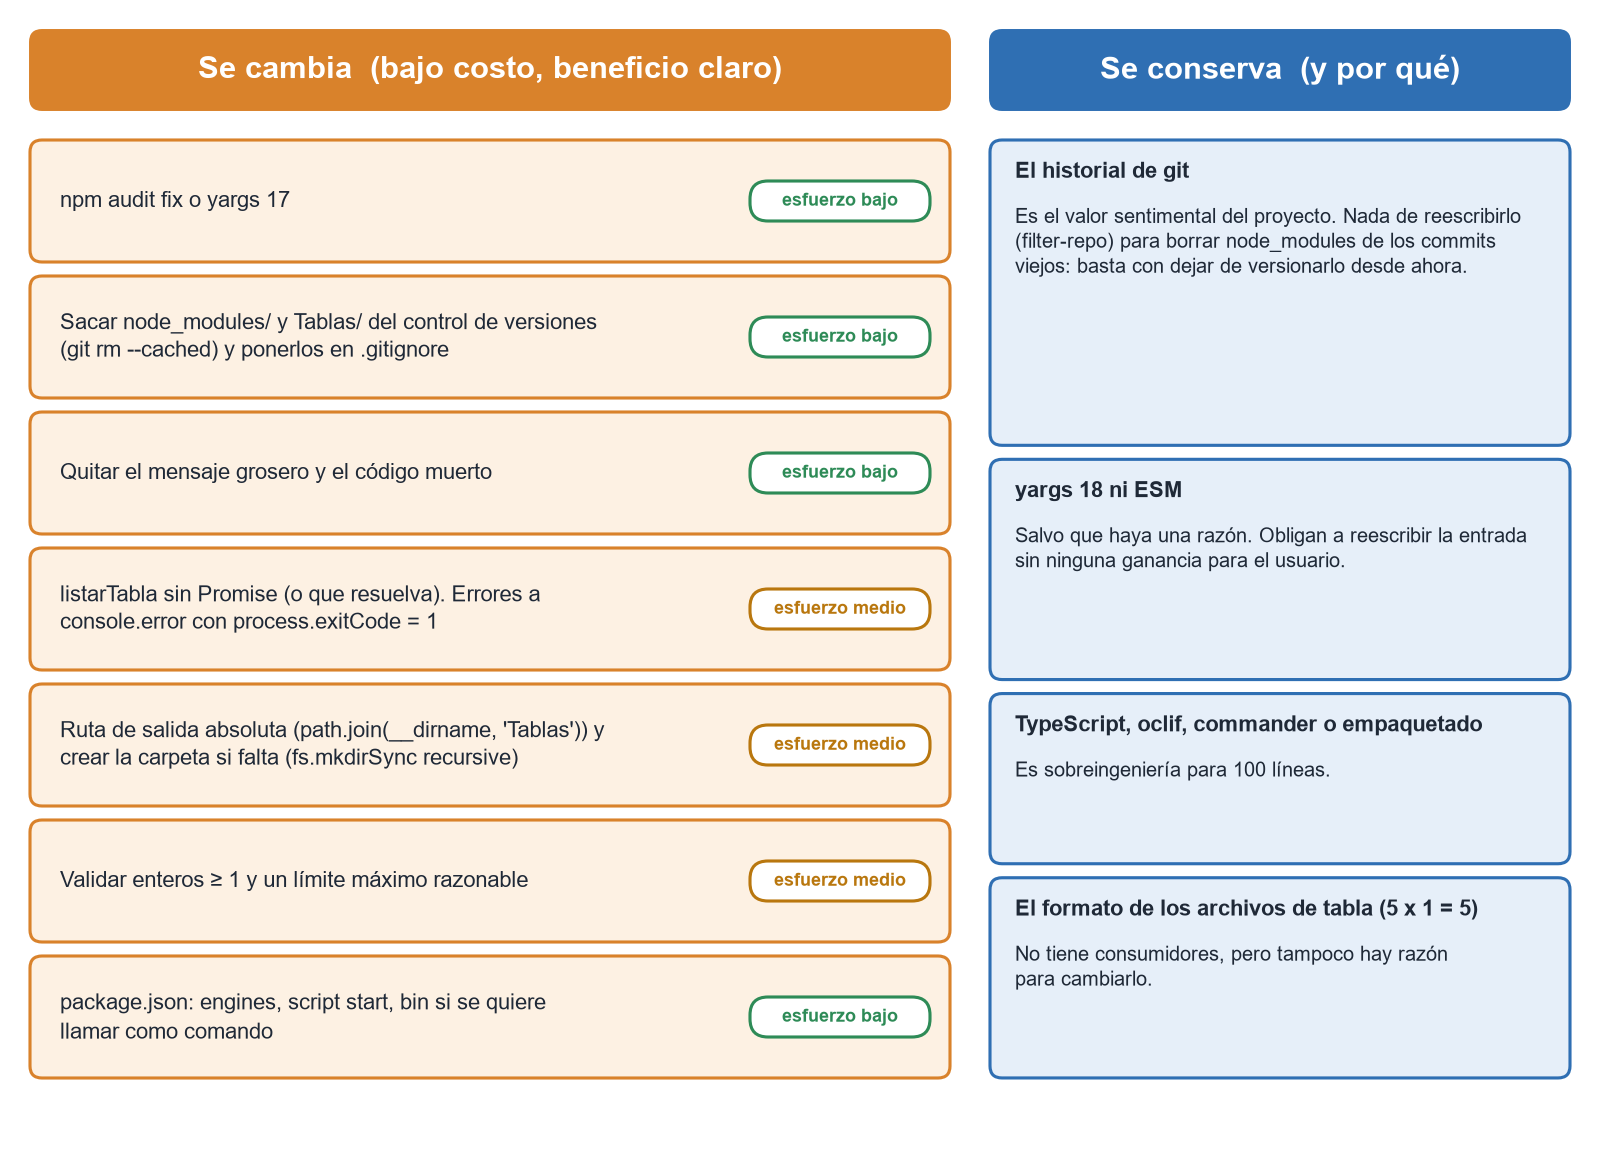 Se cambia  (bajo costo, beneficio claro)
npm audit fix o yargs 17
esfuerzo bajo
Sacar node_modules/ y Tablas/ del control de versiones
(git rm --cached) y ponerlos en .gitignore
esfuerzo bajo
Quitar el mensaje grosero y el código muerto
esfuerzo bajo
listarTabla sin Promise (o que resuelva). Errores a
console.error con process.exitCode = 1
esfuerzo medio
Ruta de salida absoluta (path.join(__dirname, 'Tablas')) y
crear la carpeta si falta (fs.mkdirSync recursive)
esfuerzo medio
Validar enteros ≥ 1 y un límite máximo razonable
esfuerzo medio
package.json: engines, script start, bin si se quiere
llamar como comando
esfuerzo bajo
Se conserva  (y por qué)
El historial de git
Es el valor sentimental del proyecto. Nada de reescribirlo
(filter-repo) para borrar node_modules de los commits
viejos: basta con dejar de versionarlo desde ahora.
yargs 18 ni ESM
Salvo que haya una razón. Obligan a reescribir la entrada
sin ninguna ganancia para el usuario.
TypeScript, oclif, commander o empaquetado
Es sobreingeniería para 100 líneas.
El formato de los archivos de tabla (5 x 1 = 5)
No tiene consumidores, pero tampoco hay razón
para cambiarlo.